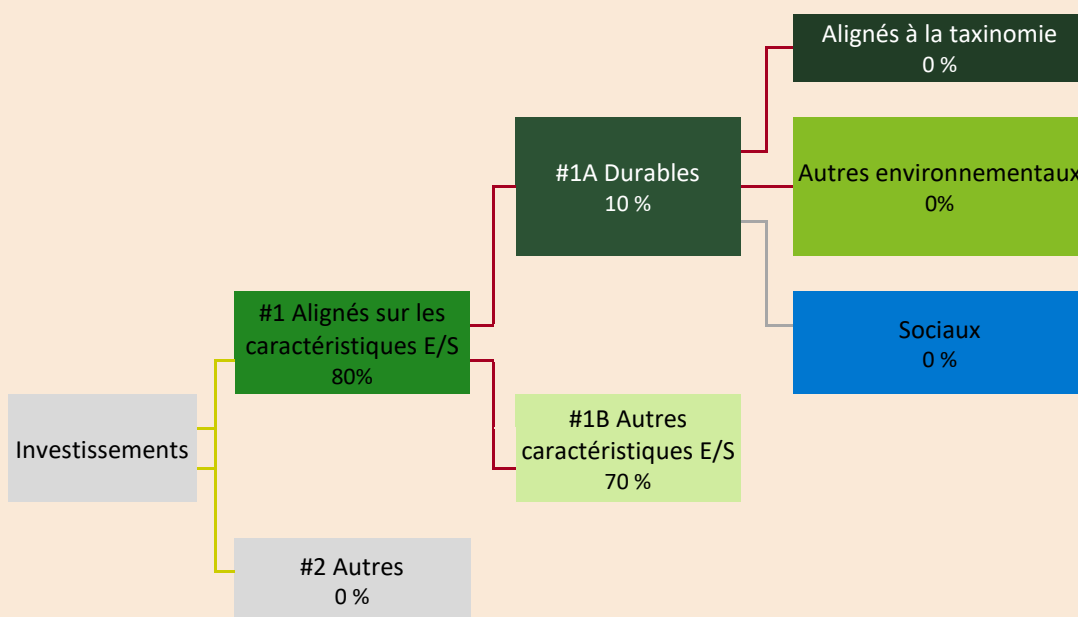 Investissements
#1 Alignés sur les
caractéristiques E/S
80%
#2 Autres
0 %
#1A Durables
10 %
#1B Autres
caractéristiques E/S
70 %
Alignés à la taxinomie
0 %
Autres environnementaux
0%
Sociaux
0 %